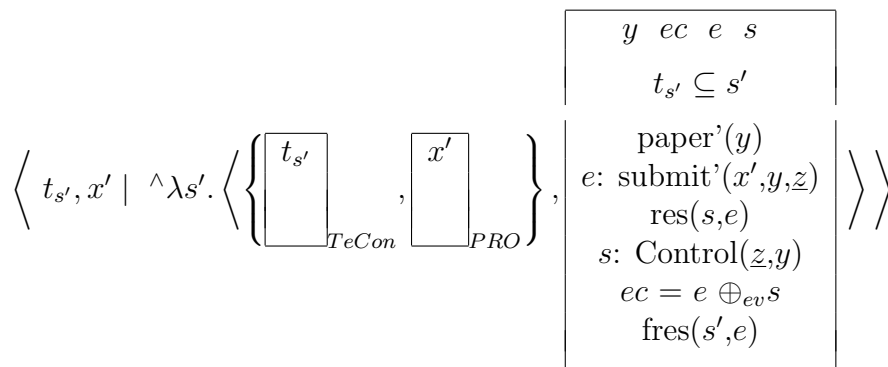 y ec e s
t_{s'} ⊆ s'
⟨ t_{s'}, x' | ^λs'. ⟨ { [ t_{s'} ]_{TeCon} , [ x' ]_{PRO} } , paper'(y)
e: submit'(x',y,z̲)
res(s,e)
s: Control(z̲,y)
ec = e ⊕_{ev} s
fres(s',e) ⟩ ⟩